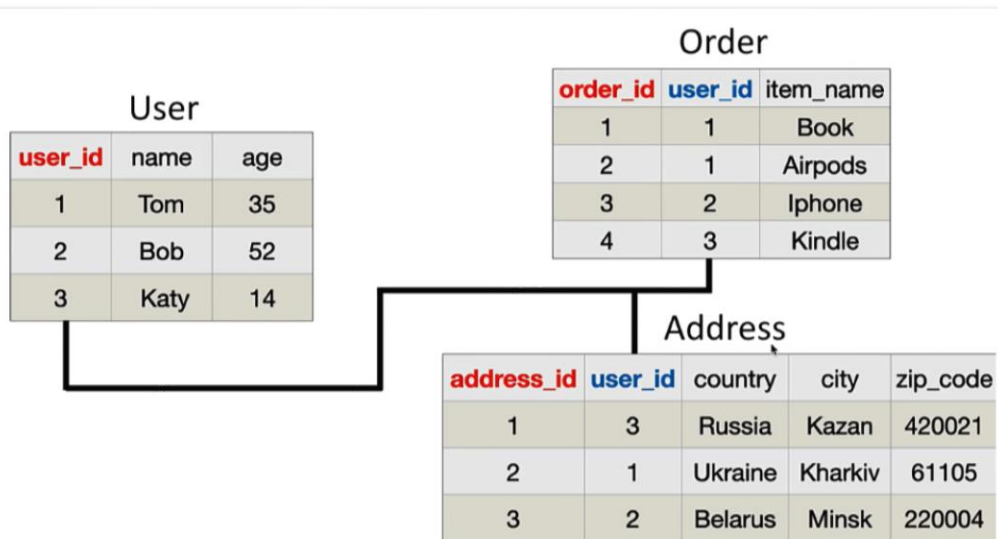 User
user_id name age
1 Tom 35
2 Bob 52
3 Katy 14
Order
order_id user_id item_name
1 1 Book
2 1 Airpods
3 2 Iphone
4 3 Kindle
Address
address_id user_id country city zip_code
1 3 Russia Kazan 420021
2 1 Ukraine Kharkiv 61105
3 2 Belarus Minsk 220004